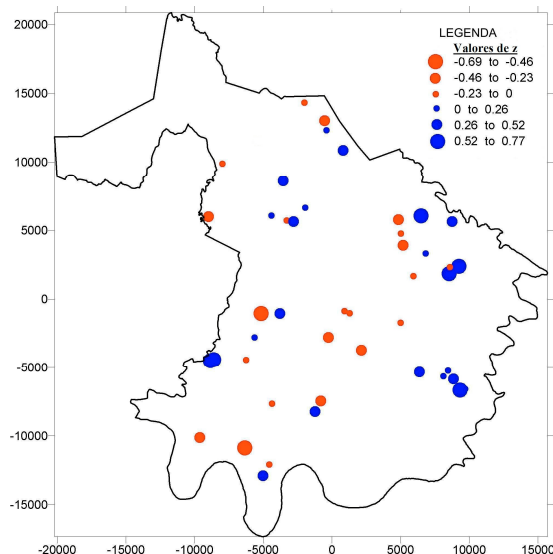 LEGENDA
Valores de z
-0.69 to -0.46
-0.46 to -0.23
-0.23 to 0
0 to 0.26
0.26 to 0.52
0.52 to 0.77
20000
15000
10000
5000
0
-5000
-10000
-15000
-20000 -15000 -10000 -5000 0 5000 10000 15000